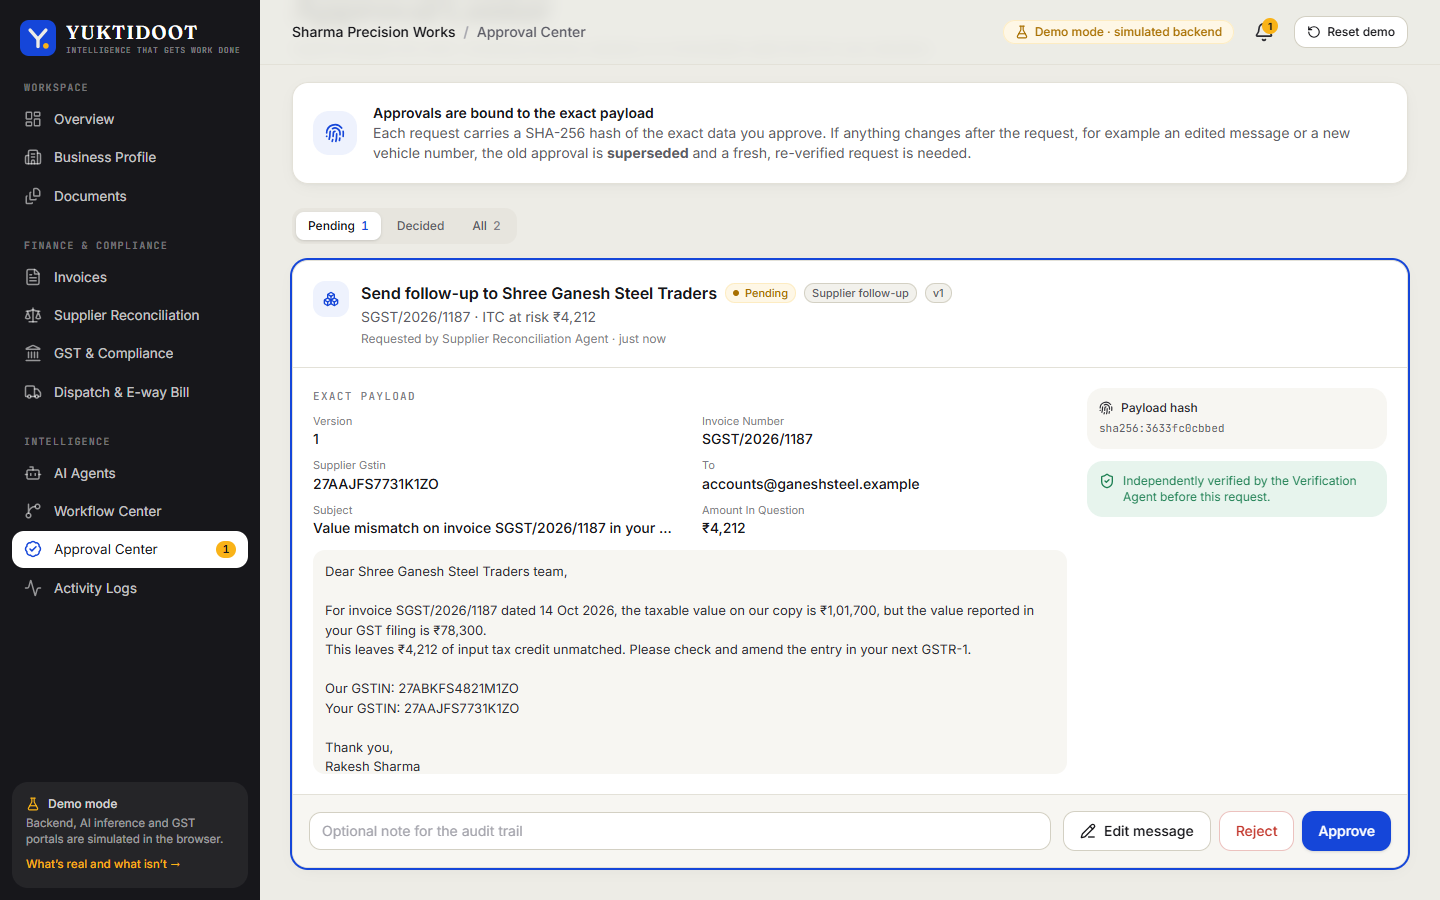 YUKTIDOOT
INTELLIGENCE THAT GETS WORK DONE
WORKSPACE
Overview
Business Profile
Documents
FINANCE & COMPLIANCE
Invoices
Supplier Reconciliation
GST & Compliance
Dispatch & E-way Bill
INTELLIGENCE
AI Agents
Workflow Center
Approval Center 1
Activity Logs
Demo mode
Backend, AI inference and GST
portals are simulated in the browser.
What's real and what isn't →
Sharma Precision Works / Approval Center
Demo mode · simulated backend
1
Reset demo
Approvals are bound to the exact payload
Each request carries a SHA-256 hash of the exact data you approve. If anything changes after the request, for example an edited message or a new
vehicle number, the old approval is superseded and a fresh, re-verified request is needed.
Pending 1 Decided All 2
Send follow-up to Shree Ganesh Steel Traders Pending Supplier follow-up v1
SGST/2026/1187 · ITC at risk ₹4,212
Requested by Supplier Reconciliation Agent · just now
EXACT PAYLOAD
Version
1
Invoice Number
SGST/2026/1187
Supplier Gstin
27AAJFS7731K1ZO
To
accounts@ganeshsteel.example
Subject
Value mismatch on invoice SGST/2026/1187 in your ...
Amount In Question
₹4,212
Dear Shree Ganesh Steel Traders team,
For invoice SGST/2026/1187 dated 14 Oct 2026, the taxable value on our copy is ₹1,01,700, but the value reported in
your GST filing is ₹78,300.
This leaves ₹4,212 of input tax credit unmatched. Please check and amend the entry in your next GSTR-1.
Our GSTIN: 27ABKFS4821M1ZO
Your GSTIN: 27AAJFS7731K1ZO
Thank you,
Rakesh Sharma
Payload hash
sha256:3633fc0cbbed
Independently verified by the Verification
Agent before this request.
Optional note for the audit trail
Edit message
Reject
Approve